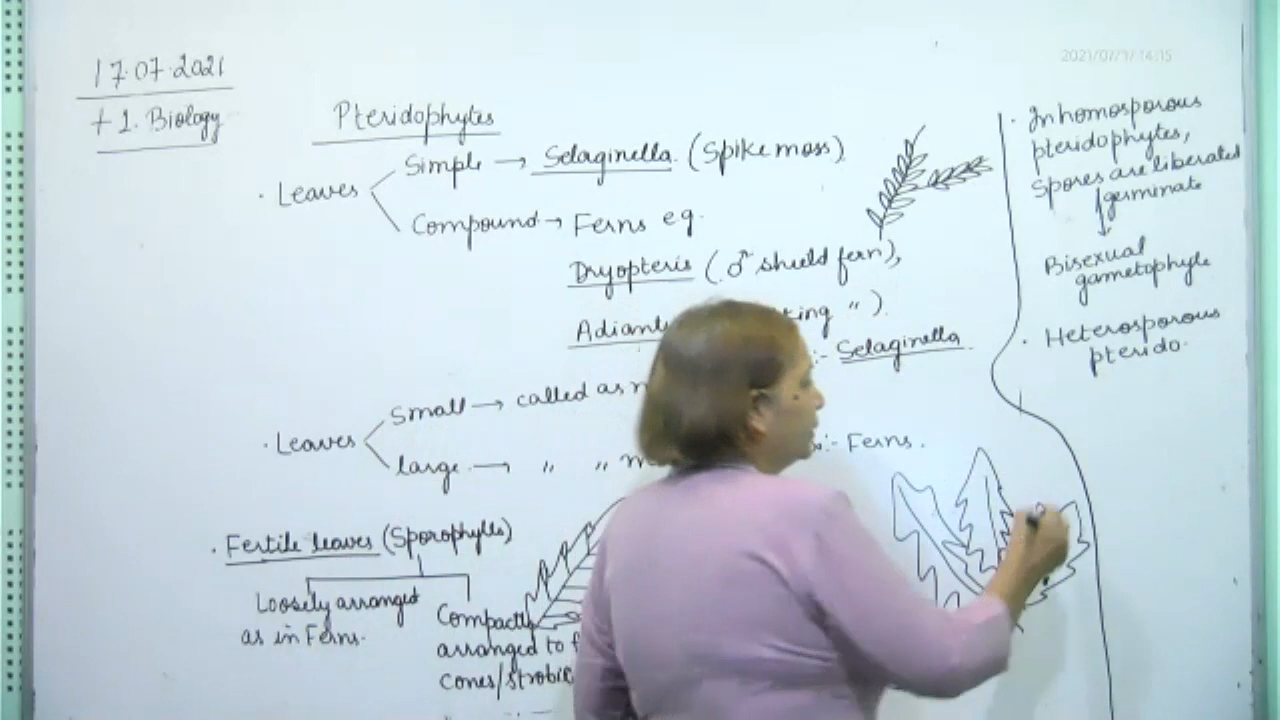 2021/07/17 14:15
17.07.2021
+1. Biology
Pteridophytes
· Leaves
Simple → Selaginella (Spike moss)
Compound → Ferns eg.
Dryopteris (♂ shield fern),
ting " ).
:- Selaginella
· Leaves
Small → called as
large → " "
:- Ferns.
· Fertile leaves (Sporophylls)
Loosely arranged
as in Ferns.
Compactly
arranged to
cones/
· In homosporous
pteridophytes,
Spores are liberated
germinate
Bisexual
gametophyte
· Heterosporous
pterido.